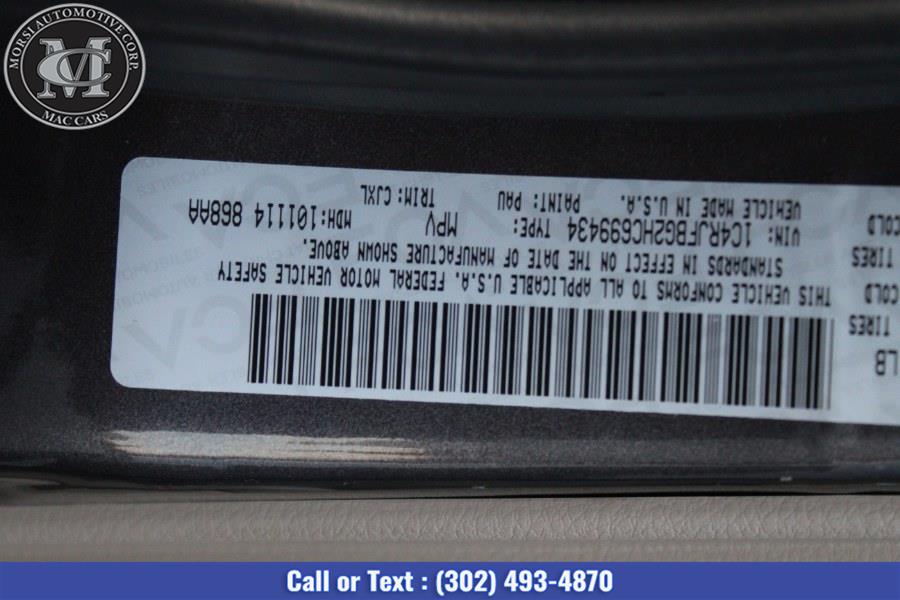 MORSI AUTOMOTIVE CORP.
MC
MAC CARS
LB
TIRES
COLD
TIRES
COLD
THIS VEHICLE CONFORMS TO ALL APPLICABLE U.S.A. FEDERAL MOTOR VEHICLE SAFETY
STANDARDS IN EFFECT ON THE DATE OF MANUFACTURE SHOWN ABOVE.
VIN: 1C4RJFBG2HC699434 TYPE: MPV MDH: 101114 868AA
VEHICLE MADE IN U.S.A. PAINT: PAU TRIM: CJXL
Call or Text : (302) 493-4870